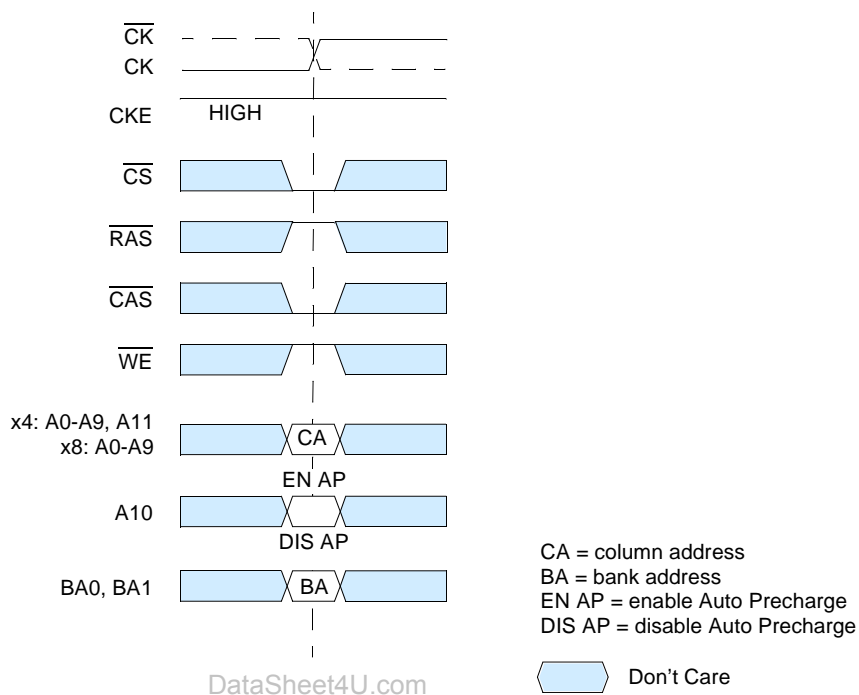 CK
CK
CKE
HIGH
CS
RAS
CAS
WE
x4: A0-A9, A11
x8: A0-A9
CA
EN AP
A10
DIS AP
BA0, BA1
BA
CA = column address
BA = bank address
EN AP = enable Auto Precharge
DIS AP = disable Auto Precharge
Don't Care
DataSheet4U.com